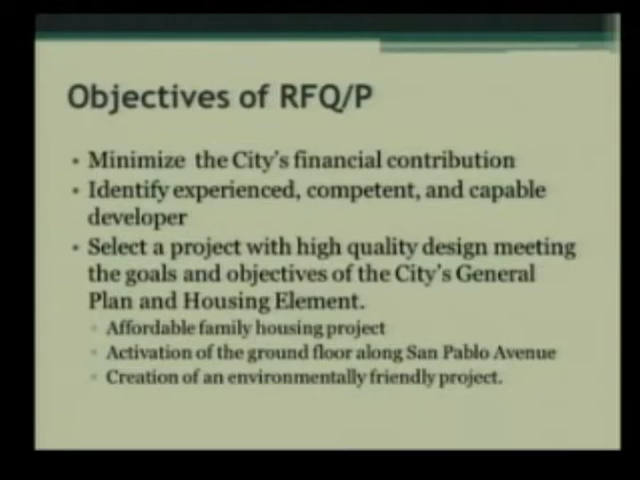 Objectives of RFQ/P
• Minimize the City's financial contribution
• Identify experienced, competent, and capable
developer
• Select a project with high quality design meeting
the goals and objectives of the City's General
Plan and Housing Element.
◦ Affordable family housing project
◦ Activation of the ground floor along San Pablo Avenue
◦ Creation of an environmentally friendly project.